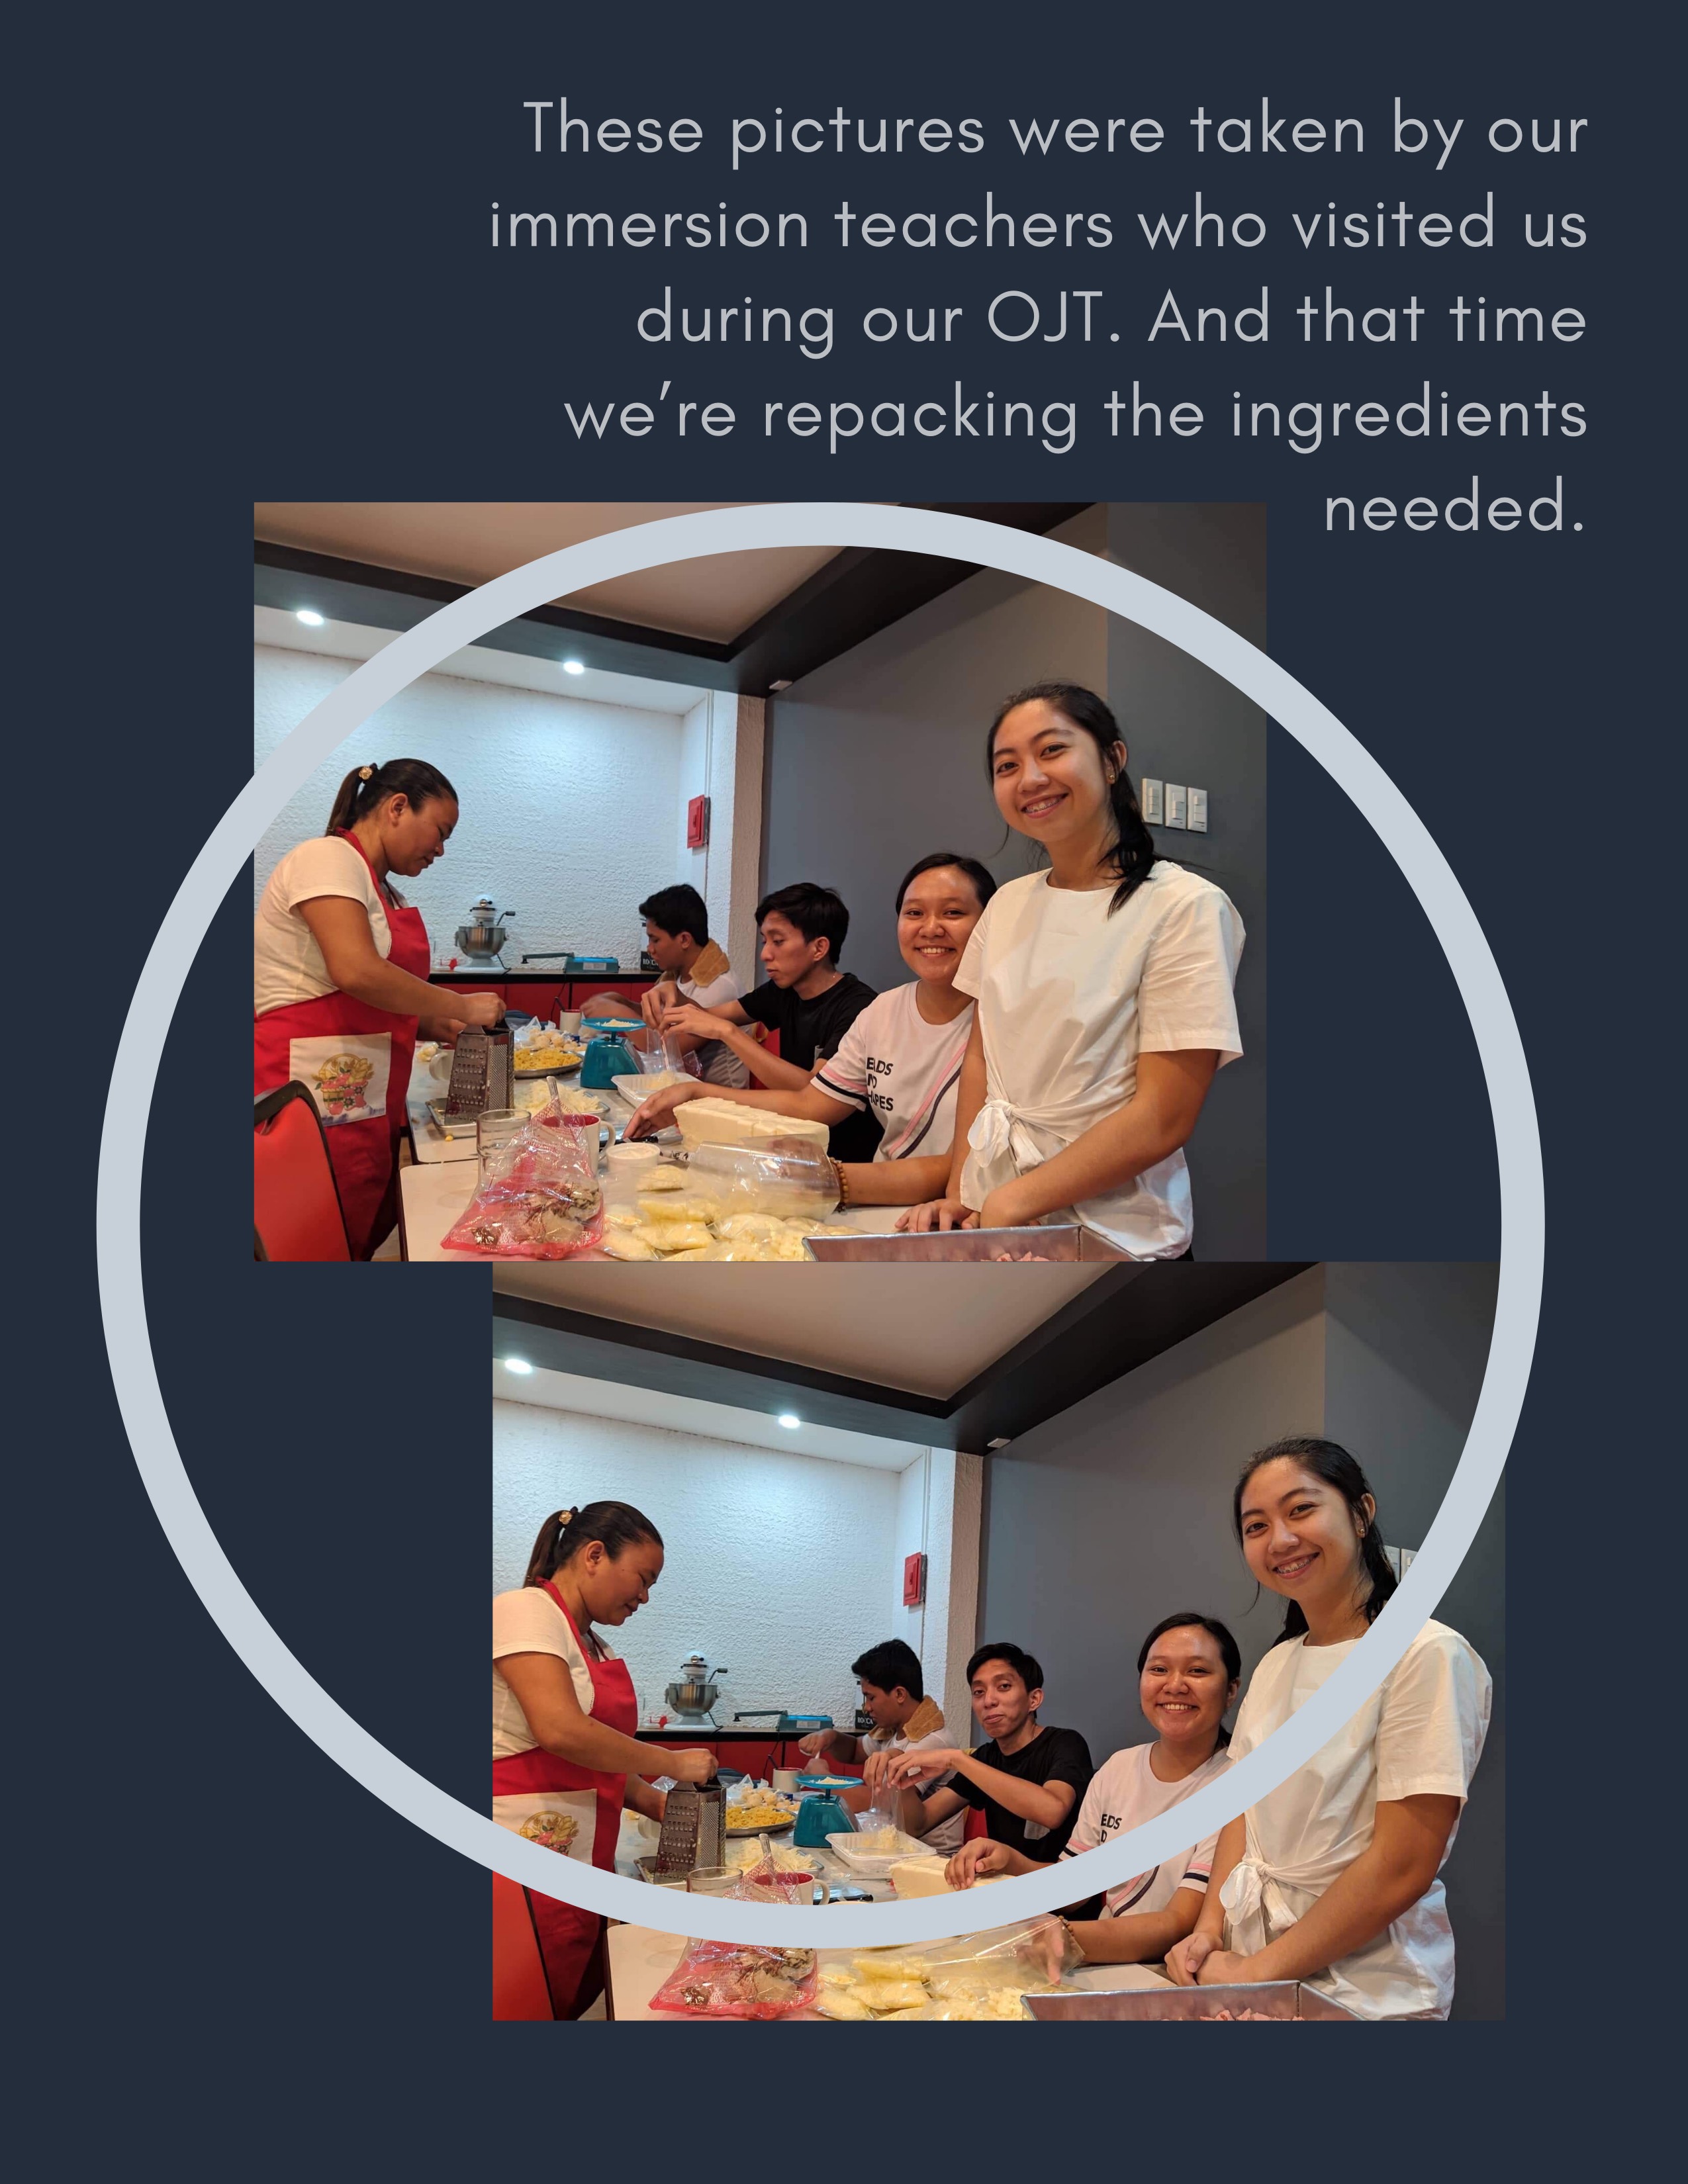 These pictures were taken by our
immersion teachers who visited us
during our OJT. And that time
we’re repacking the ingredients
needed.